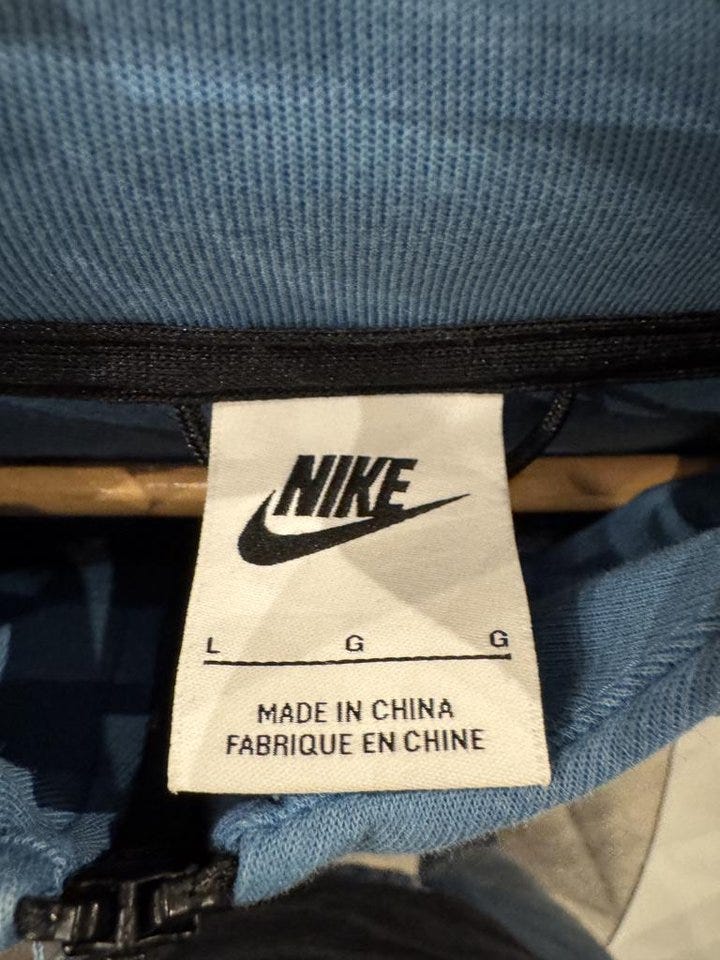 NIKE
L G G
MADE IN CHINA
FABRIQUE EN CHINE